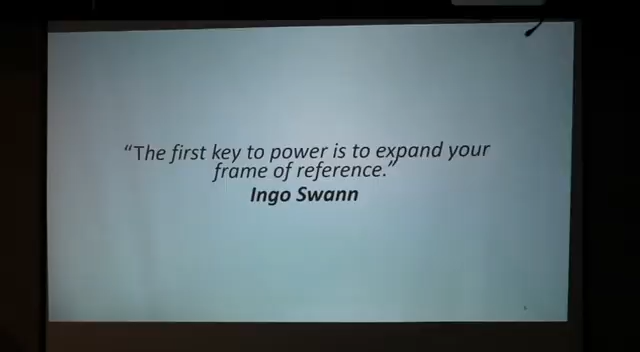 “The first key to power is to expand your
frame of reference.”
Ingo Swann